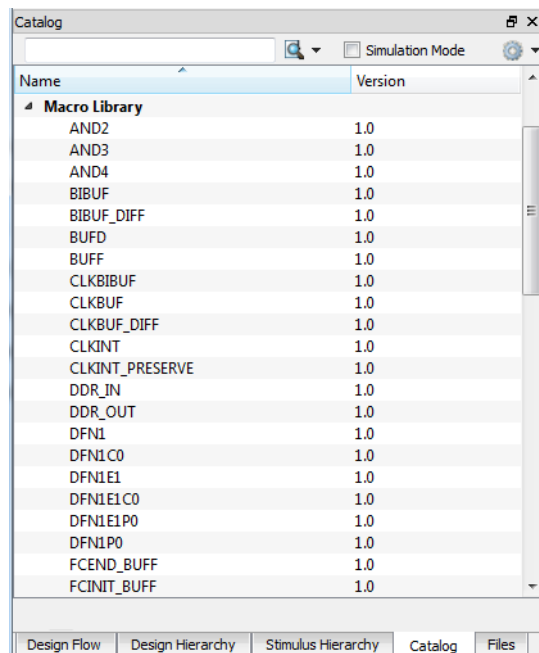 Catalog
Simulation Mode
Name Version
Macro Library
AND2 1.0
AND3 1.0
AND4 1.0
BIBUF 1.0
BIBUF_DIFF 1.0
BUFD 1.0
BUFF 1.0
CLKBIBUF 1.0
CLKBUF 1.0
CLKBUF_DIFF 1.0
CLKINT 1.0
CLKINT_PRESERVE 1.0
DDR_IN 1.0
DDR_OUT 1.0
DFN1 1.0
DFN1C0 1.0
DFN1E1 1.0
DFN1E1C0 1.0
DFN1E1P0 1.0
DFN1P0 1.0
FCEND_BUFF 1.0
FCINIT_BUFF 1.0
Design Flow Design Hierarchy Stimulus Hierarchy Catalog Files